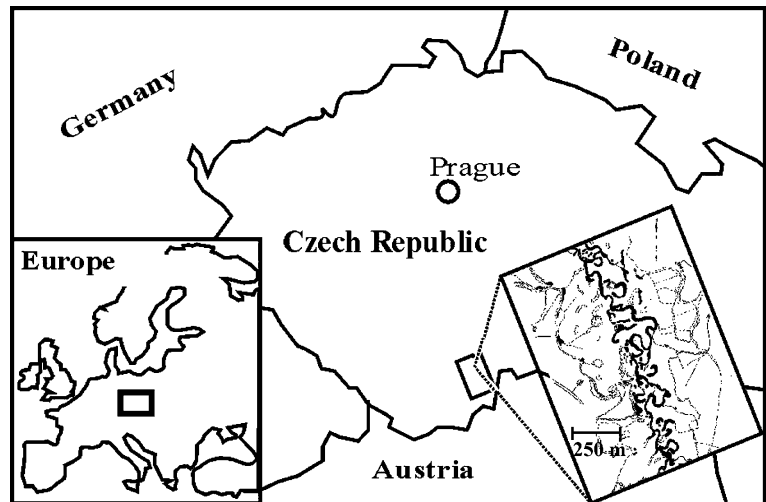 Germany
Poland
Prague
Czech Republic
Europe
250 m
Austria